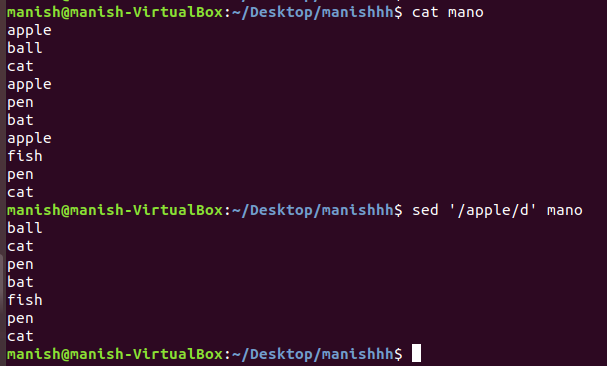 manish@manish-VirtualBox:~/Desktop/manishhh$ cat mano
apple
ball
cat
apple
pen
bat
apple
fish
pen
cat
manish@manish-VirtualBox:~/Desktop/manishhh$ sed '/apple/d' mano
ball
cat
pen
bat
fish
pen
cat
manish@manish-VirtualBox:~/Desktop/manishhh$